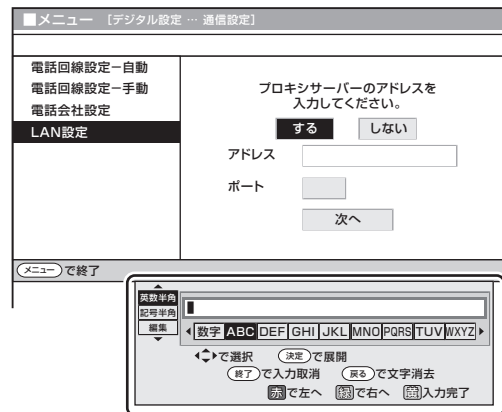 ■メニュー [デジタル設定 … 通信設定]
電話回線設定－自動
電話回線設定－手動
電話会社設定
LAN設定
プロキシサーバーのアドレスを
入力してください。
する しない
アドレス
ポート
次へ
メニュー で終了
英数半角
記号半角
編集
数字 ABC DEF GHI JKL MNO PQRS TUV WXYZ
で選択 決定 で展開
終了 で入力取消 戻る で文字消去
赤 で左へ 緑 で右へ 青 入力完了